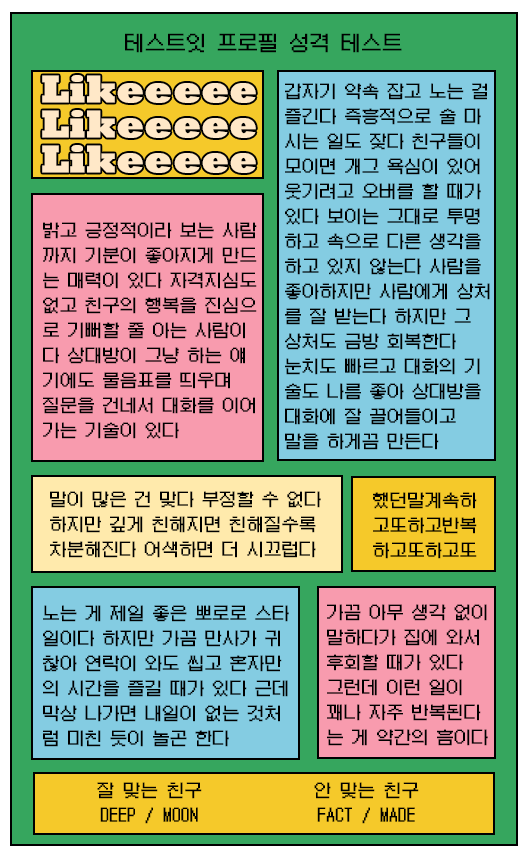 테스트잇 프로필 성격 테스트
Likeeeeee
Likeeeeee
Likeeeeee
갑자기 약속 잡고 노는 걸
즐긴다 즉흥적으로 술 마
시는 일도 잦다 친구들이
모이면 개그 욕심이 있어
웃기려고 오버를 할 때가
있다 보이는 그대로 투명
하고 속으로 다른 생각을
하고 있지 않는다 사람을
좋아하지만 사람에게 상처
를 잘 받는다 하지만 그
상처도 금방 회복한다
눈치도 빠르고 대화의 기
술도 나름 좋아 상대방을
대화에 잘 끌어들이고
말을 하게끔 만든다
밝고 긍정적이라 보는 사람
까지 기분이 좋아지게 만드
는 매력이 있다 자격지심도
없고 친구의 행복을 진심으
로 기뻐할 줄 아는 사람이
다 상대방이 그냥 하는 얘
기에도 물음표를 띄우며
질문을 건네서 대화를 이어
가는 기술이 있다
말이 많은 건 맞다 부정할 수 없다
하지만 깊게 친해지면 친해질수록
차분해진다 어색하면 더 시끄럽다
했던말계속하
고또하고반복
하고또하고또
노는 게 제일 좋은 뽀로로 스타
일이다 하지만 가끔 만사가 귀
찮아 연락이 와도 씹고 혼자만
의 시간을 즐길 때가 있다 근데
막상 나가면 내일이 없는 것처
럼 미친 듯이 놀곤 한다
가끔 아무 생각 없이
말하다가 집에 와서
후회할 때가 있다
그런데 이런 일이
꽤나 자주 반복된다
는 게 약간의 흠이다
잘 맞는 친구
DEEP / MOON
안 맞는 친구
FACT / MADE